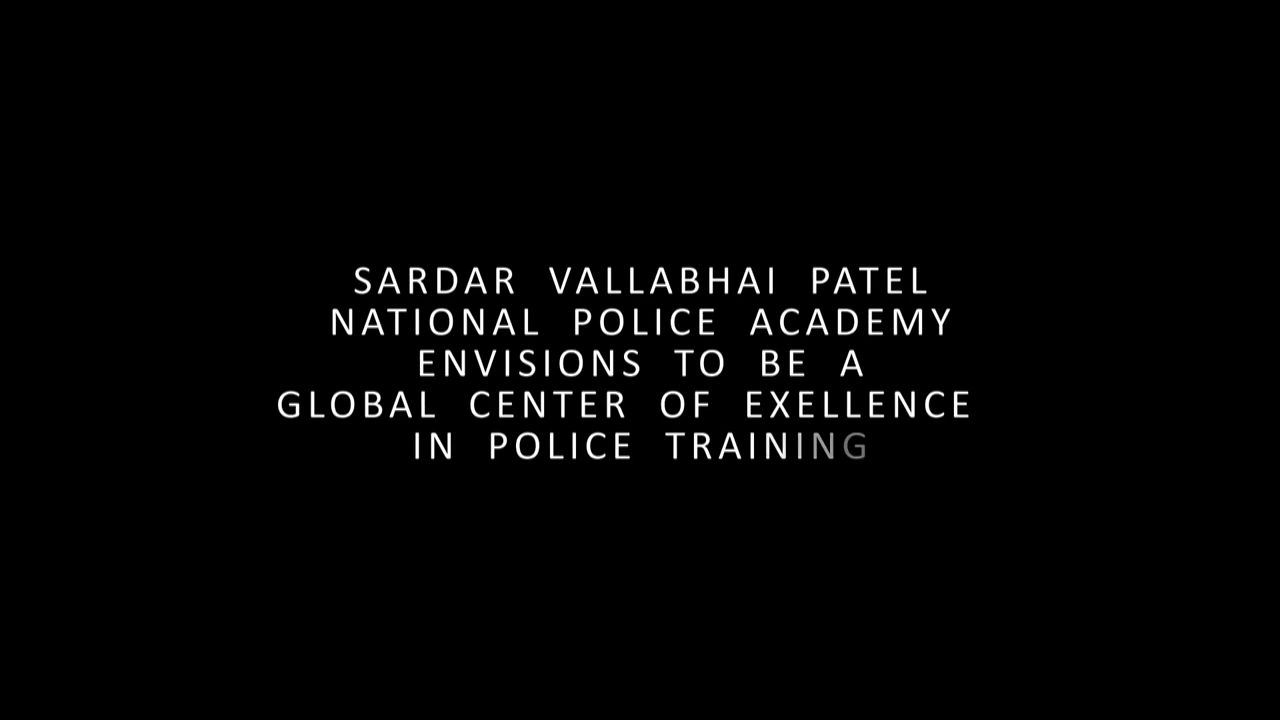 SARDAR VALLABHAI PATEL
NATIONAL POLICE ACADEMY
ENVISIONS TO BE A
GLOBAL CENTER OF EXELLENCE
IN POLICE TRAINING